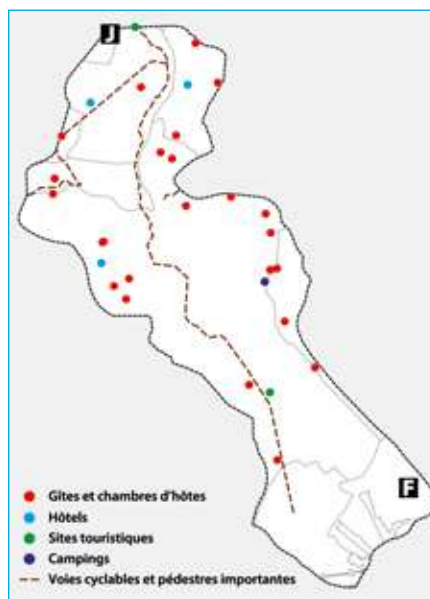 J
F
Gîtes et chambres d'hôtes
Hôtels
Sites touristiques
Campings
Voies cyclables et pédestres importantes